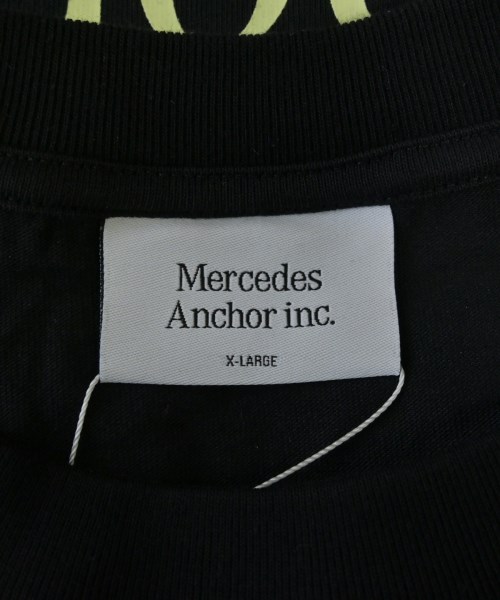 Mercedes
Anchor inc.
X-LARGE